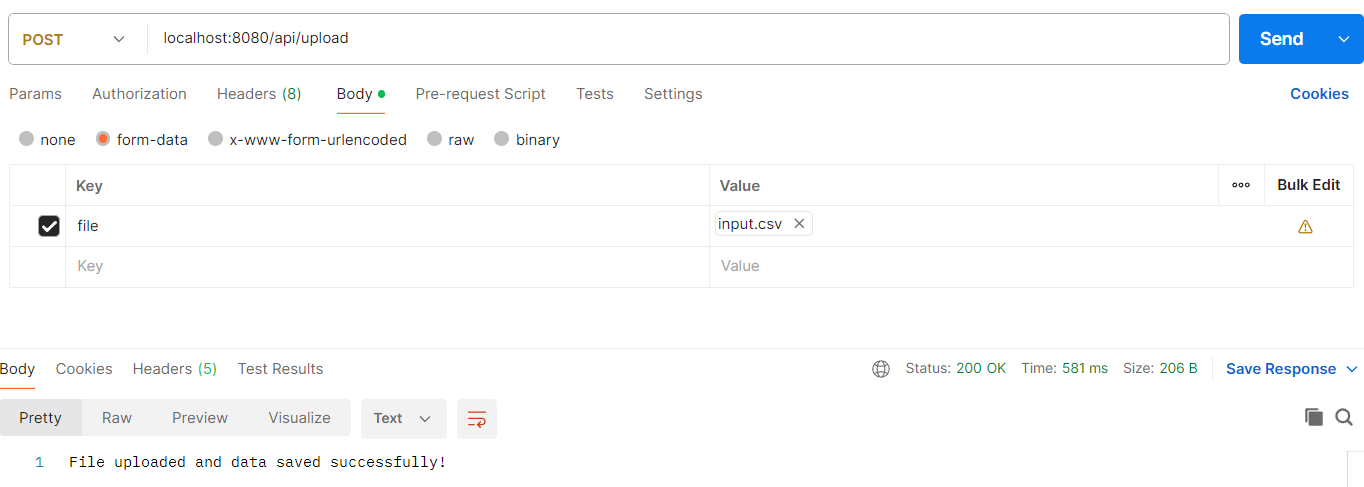 POST localhost:8080/api/upload Send
Params Authorization Headers (8) Body Pre-request Script Tests Settings Cookies
none form-data x-www-form-urlencoded raw binary
Key Value Bulk Edit
file input.csv
Key Value
Body Cookies Headers (5) Test Results Status: 200 OK Time: 581 ms Size: 206 B Save Response
Pretty Raw Preview Visualize Text
1 File uploaded and data saved successfully!